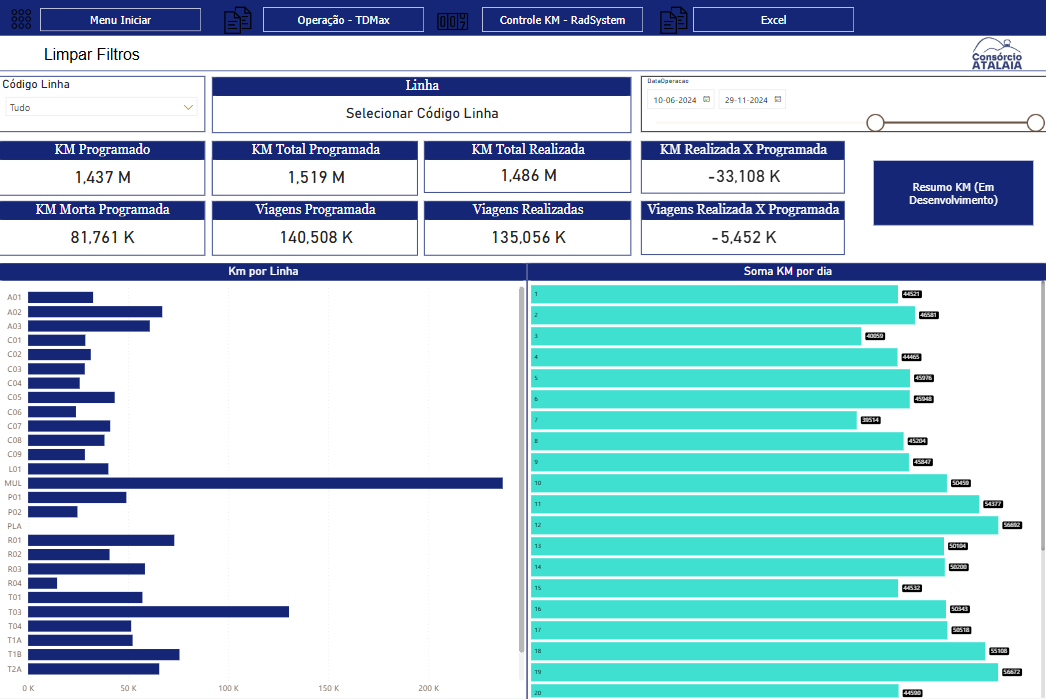 Menu Iniciar
Operação - TDMax
Controle KM - RadSystem
Excel
Limpar Filtros
Consórcio
ATALAIA
Código Linha
Tudo
Linha
Selecionar Código Linha
DataOperacao
10-06-2024
29-11-2024
KM Programado
1,437 M
KM Total Programada
1,519 M
KM Total Realizada
1,486 M
KM Realizada X Programada
-33,108 K
Resumo KM (Em
Desenvolvimento)
KM Morta Programada
81,761 K
Viagens Programada
140,508 K
Viagens Realizadas
135,056 K
Viagens Realizada X Programada
-5,452 K
Km por Linha
A01
A02
A03
C01
C02
C03
C04
C05
C06
C07
C08
C09
L01
MUL
P01
P02
PLA
R01
R02
R03
R04
T01
T03
T04
T1A
T1B
T2A
0 K
50 K
100 K
150 K
200 K
Soma KM por dia
1 44521
2 46581
3 40059
4 44465
5 45976
6 45948
7 39514
8 45204
9 45847
10 50459
11 54377
12 56692
13 50104
14 50200
15 44532
16 50343
17 50518
18 55108
19 56672
20 44590